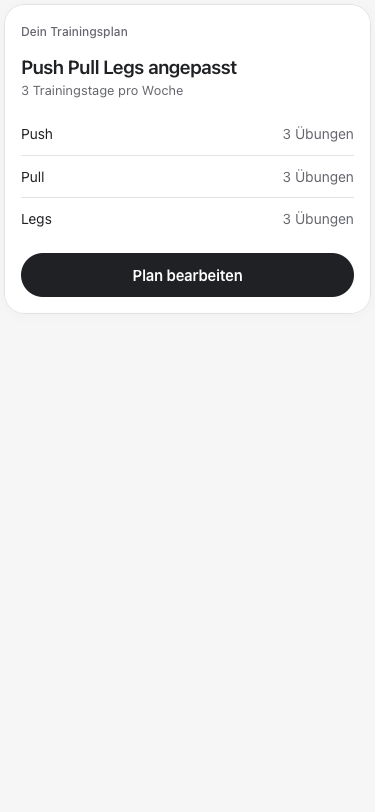 Dein Trainingsplan
Push Pull Legs angepasst
3 Trainingstage pro Woche
Push 3 Übungen
Pull 3 Übungen
Legs 3 Übungen
Plan bearbeiten